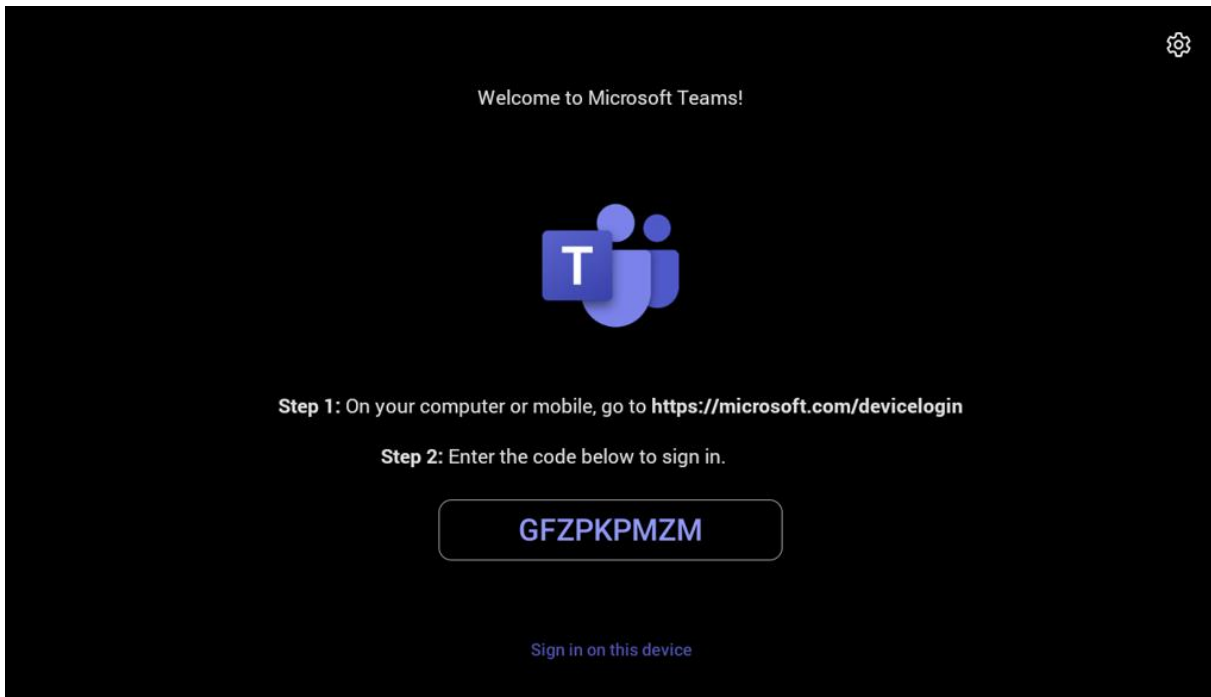 Welcome to Microsoft Teams!
T
Step 1: On your computer or mobile, go to https://microsoft.com/devicelogin
Step 2: Enter the code below to sign in.
GFZPKPMZM
Sign in on this device